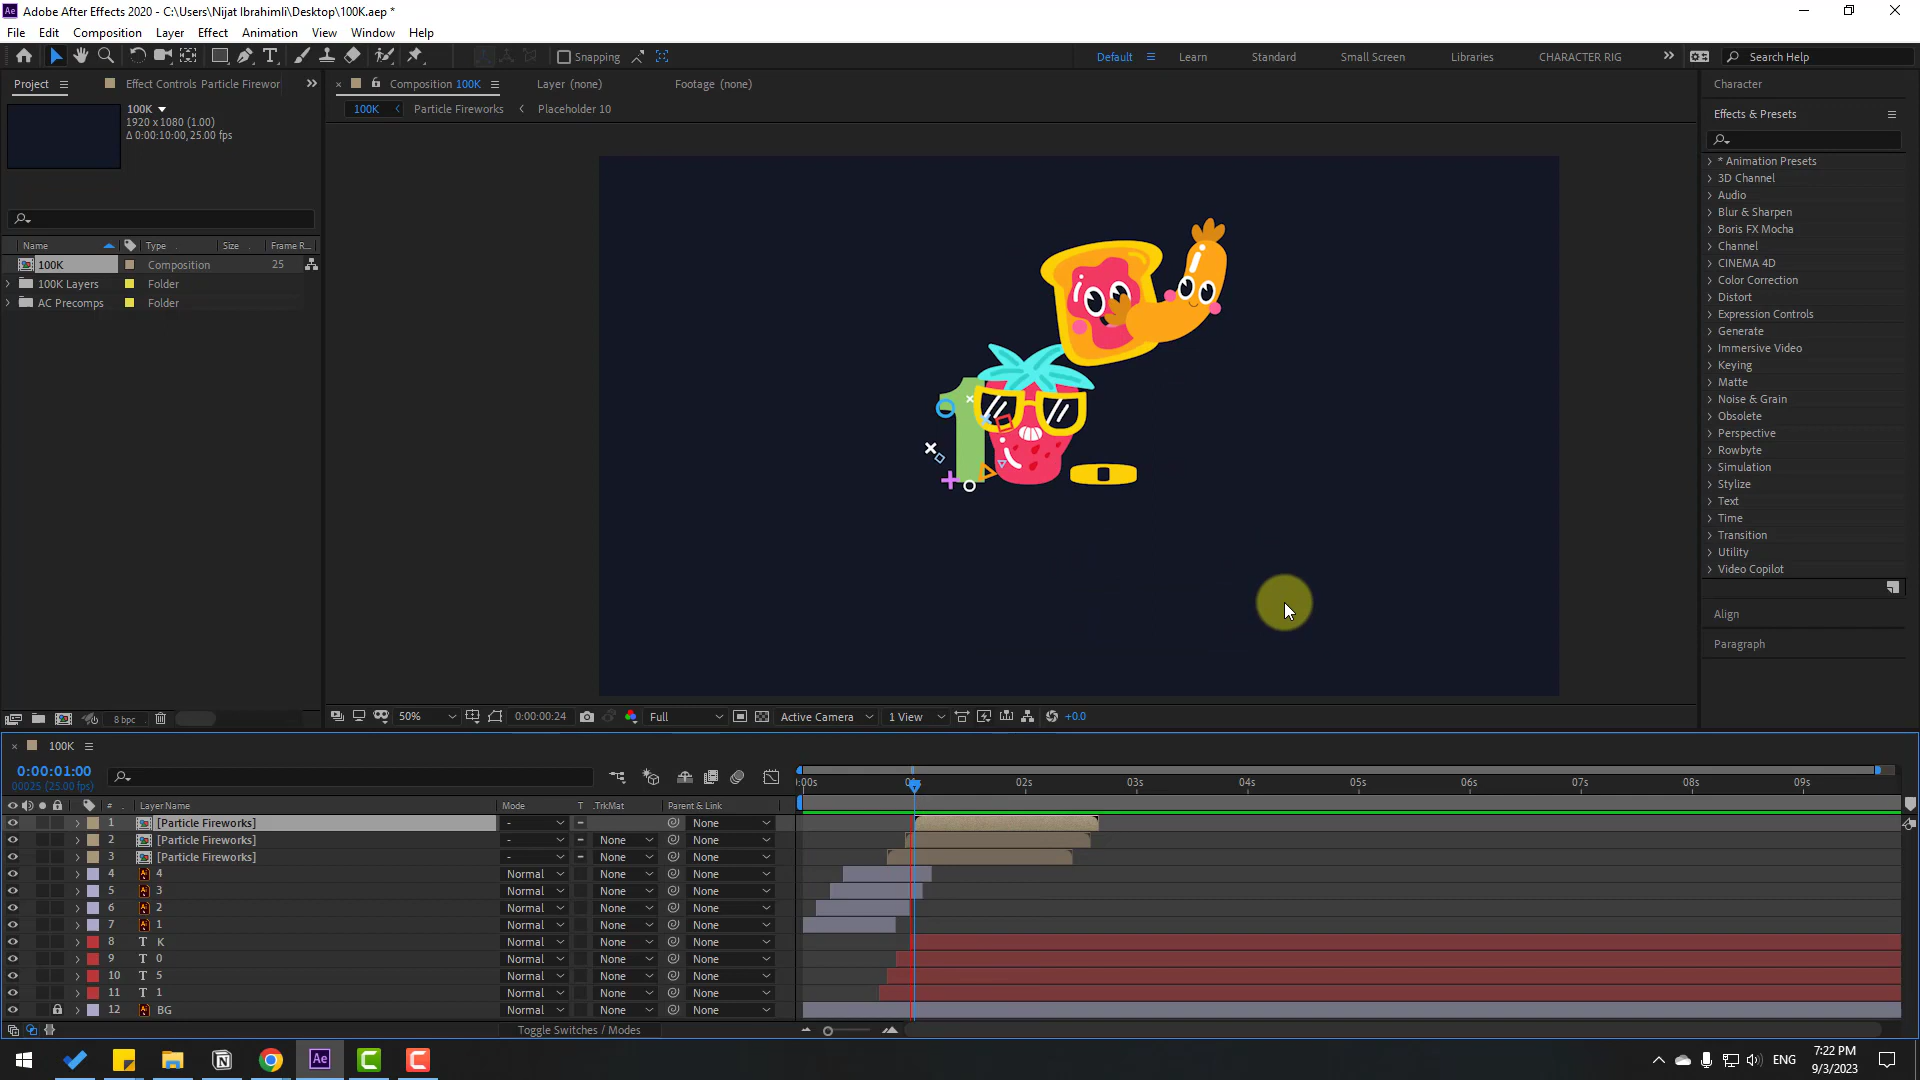 Adobe After Effects 2020 - C:\Users\Nijat Ibrahimli\Desktop\100K.aep *
File Edit Composition Layer Effect Animation Text View Window Help
Snapping
Default Learn Standard Small Screen Libraries CHARACTER RIG Search Help
Project Effect Controls Particle Firewor
Composition 100K Layer (none) Footage (none)
Character
100K
1920 x 1080 (1.00)
Δ 0:00:10:00, 25.00 fps
100K Particle Fireworks Placeholder 10
Effects & Presets
* Animation Presets
3D Channel
Audio
Blur & Sharpen
Boris FX Mocha
Channel
CINEMA 4D
Color Correction
Distort
Expression Controls
Generate
Immersive Video
Keying
Matte
Noise & Grain
Obsolete
Perspective
Rowbyte
Simulation
Stylize
Text
Time
Transition
Utility
Video Copilot
Align
Paragraph
Name Type Size Frame R...
100K Composition 25
100K Layers Folder
AC Precomps Folder
1
8 bpc
50% 0:00:00:24 Full Active Camera 1 View +0.0
100K
0:00:01:00
00025 (25.00 fps)
:00s 02s 03s 04s 05s 06s 07s 08s 09s
# Layer Name Mode T .TrkMat Parent & Link
1 [Particle Fireworks] - None
2 [Particle Fireworks] - None None
3 [Particle Fireworks] - None None
4 4 Normal None None
5 3 Normal None None
6 2 Normal None None
7 1 Normal None None
8 T K Normal None None
9 T 0 Normal None None
10 T 5 Normal None None
11 T 1 Normal None None
12 BG Normal None None
Toggle Switches / Modes
ENG
7:22 PM
9/3/2023